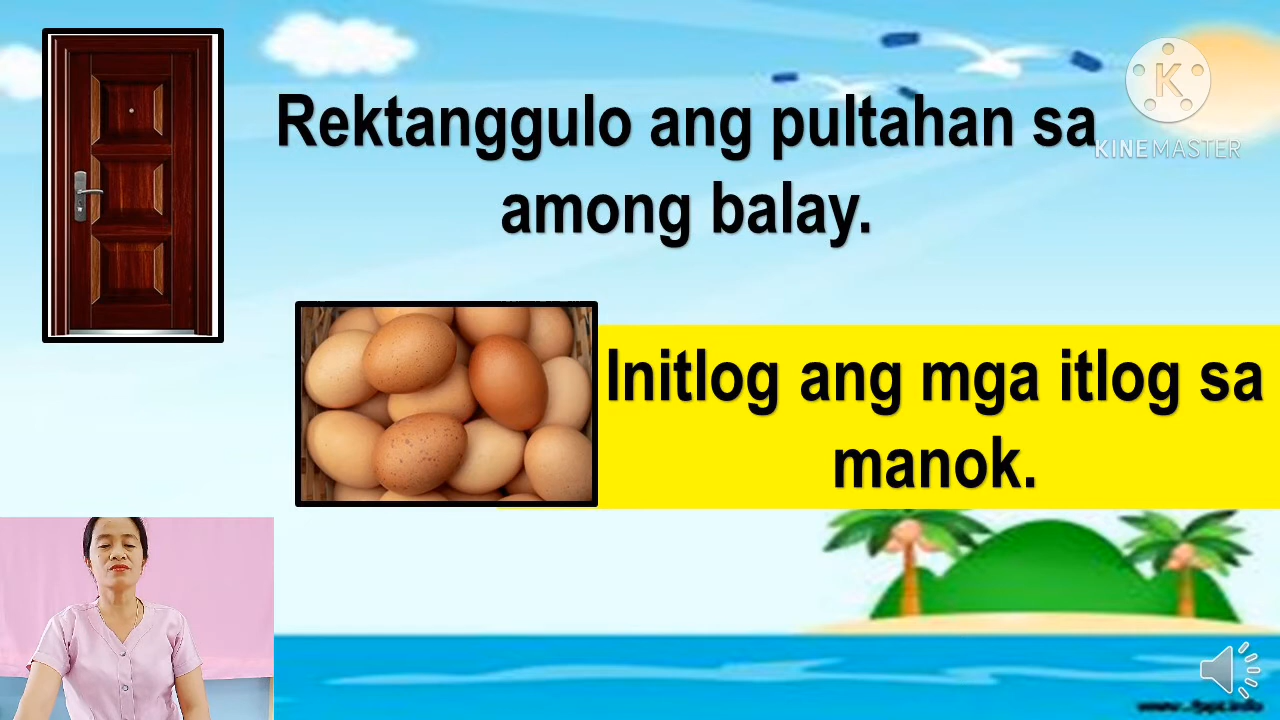 Rektanggulo ang pultahan sa
among balay.
K
KINEMASTER
Initlog ang mga itlog sa
manok.